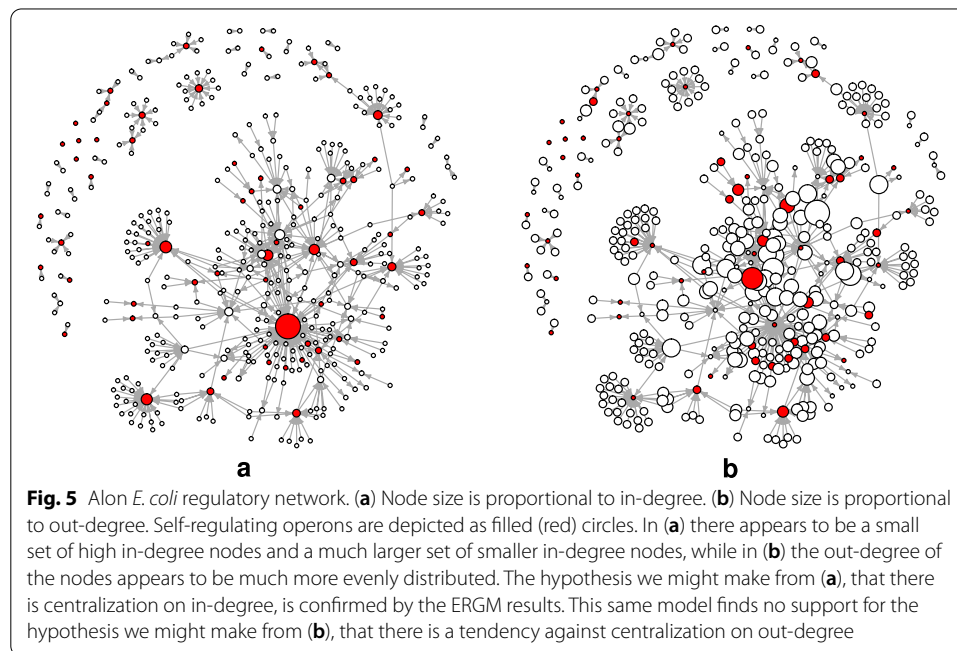 a
b
Fig. 5 Alon E. coli regulatory network. (a) Node size is proportional to in-degree. (b) Node size is proportional
to out-degree. Self-regulating operons are depicted as filled (red) circles. In (a) there appears to be a small
set of high in-degree nodes and a much larger set of smaller in-degree nodes, while in (b) the out-degree of
the nodes appears to be much more evenly distributed. The hypothesis we might make from (a), that there
is centralization on in-degree, is confirmed by the ERGM results. This same model finds no support for the
hypothesis we might make from (b), that there is a tendency against centralization on out-degree